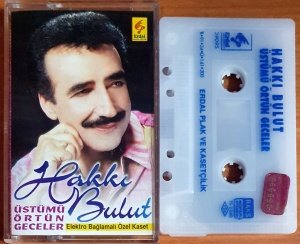 Erdal
Hakkı
Bulut
ÜSTÜMÜ
ÖRTÜN
GECELER
Elektro Bağlamalı Özel Kaset
HAKKI BULUT
ÜSTÜMÜ ÖRTÜN GECELER
ERDAL PLAK VE KASETÇİLİK